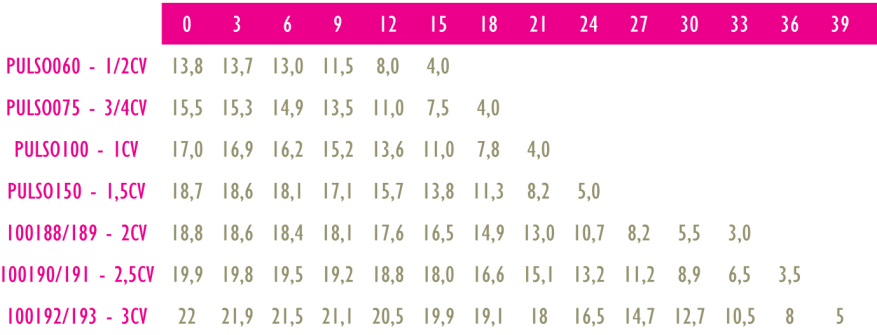 0 3 6 9 12 15 18 21 24 27 30 33 36 39
PULSO060 - 1/2CV 13,8 13,7 13,0 11,5 8,0 4,0
PULSO075 - 3/4CV 15,5 15,3 14,9 13,5 11,0 7,5 4,0
PULSO100 - 1CV 17,0 16,9 16,2 15,2 13,6 11,0 7,8 4,0
PULSO150 - 1,5CV 18,7 18,6 18,1 17,1 15,7 13,8 11,3 8,2 5,0
100188/189 - 2CV 18,8 18,6 18,4 18,1 17,6 16,5 14,9 13,0 10,7 8,2 5,5 3,0
100190/191 - 2,5CV 19,9 19,8 19,5 19,2 18,8 18,0 16,6 15,1 13,2 11,2 8,9 6,5 3,5
100192/193 - 3CV 22 21,9 21,5 21,1 20,5 19,9 19,1 18 16,5 14,7 12,7 10,5 8 5